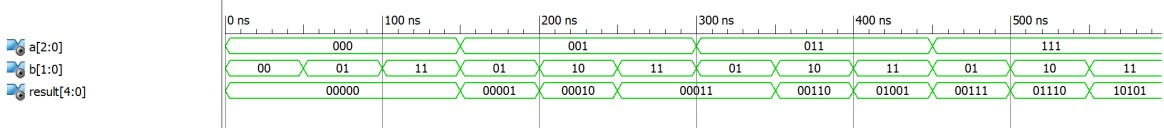 0 ns 100 ns 200 ns 300 ns 400 ns 500 ns
a[2:0] 000 001 011 111
b[1:0] 00 01 11 01 10 11 01 10 11 01 10 11
result[4:0] 00000 00001 00010 00011 00110 01001 00111 01110 10101